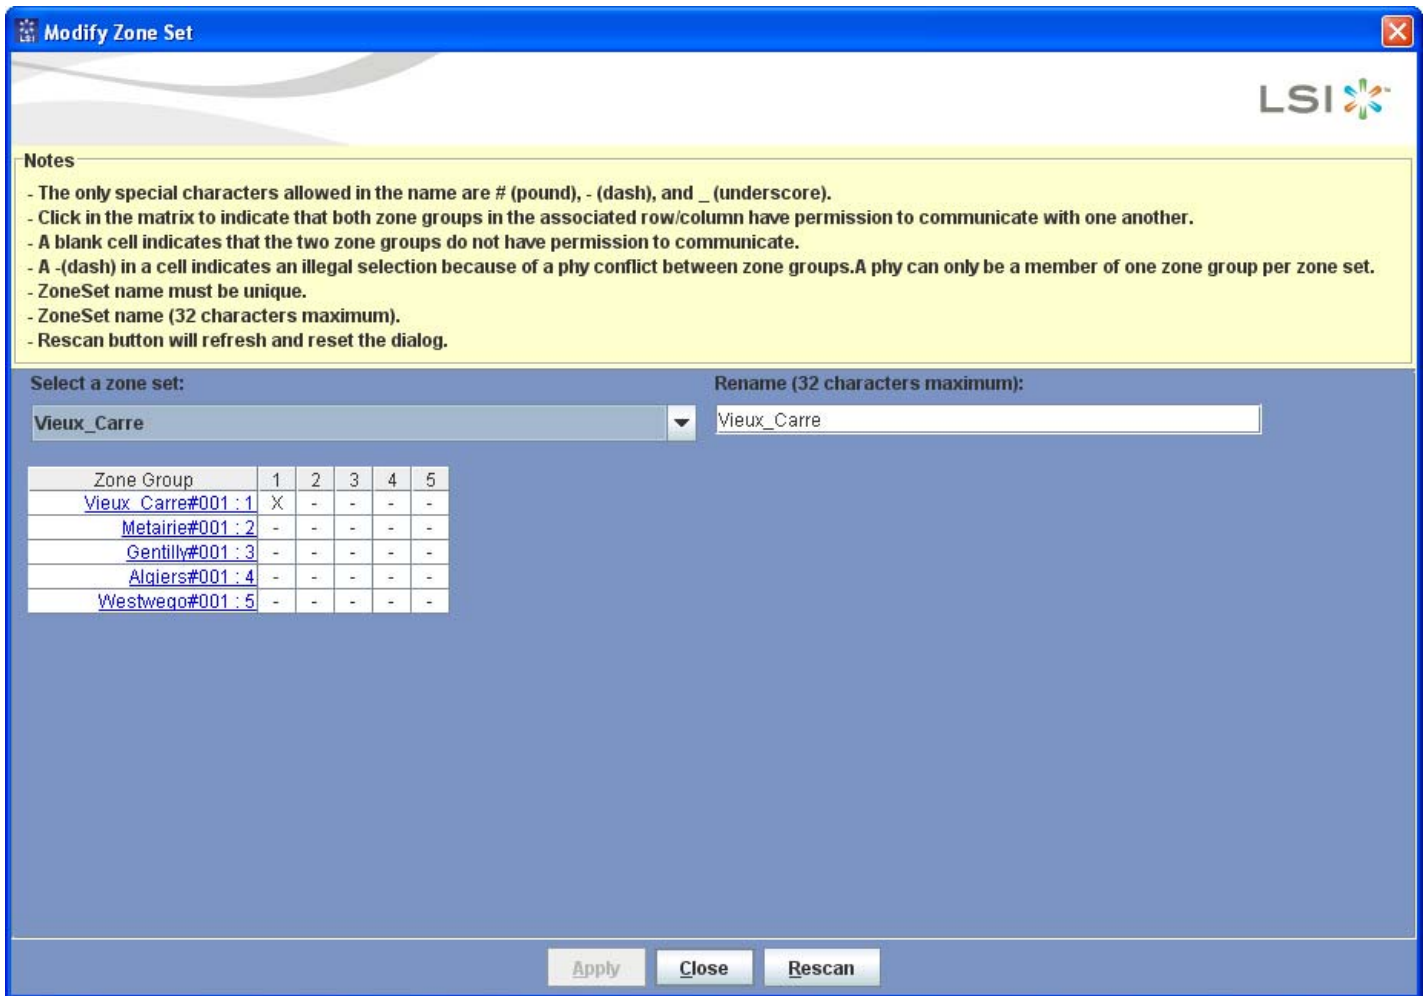 Modify Zone Set
LSI
Notes
- The only special characters allowed in the name are # (pound), - (dash), and _ (underscore).
- Click in the matrix to indicate that both zone groups in the associated row/column have permission to communicate with one another.
- A blank cell indicates that the two zone groups do not have permission to communicate.
- A -(dash) in a cell indicates an illegal selection because of a phy conflict between zone groups.A phy can only be a member of one zone group per zone set.
- ZoneSet name must be unique.
- ZoneSet name (32 characters maximum).
- Rescan button will refresh and reset the dialog.
Select a zone set: Rename (32 characters maximum):
Vieux_Carre Vieux_Carre
Zone Group 1 2 3 4 5
Vieux_Carre#001 : 1 X - - - -
Metairie#001 : 2 - - - - -
Gentilly#001 : 3 - - - - -
Algiers#001 : 4 - - - - -
Westwego#001 : 5 - - - - -
Apply Close Rescan